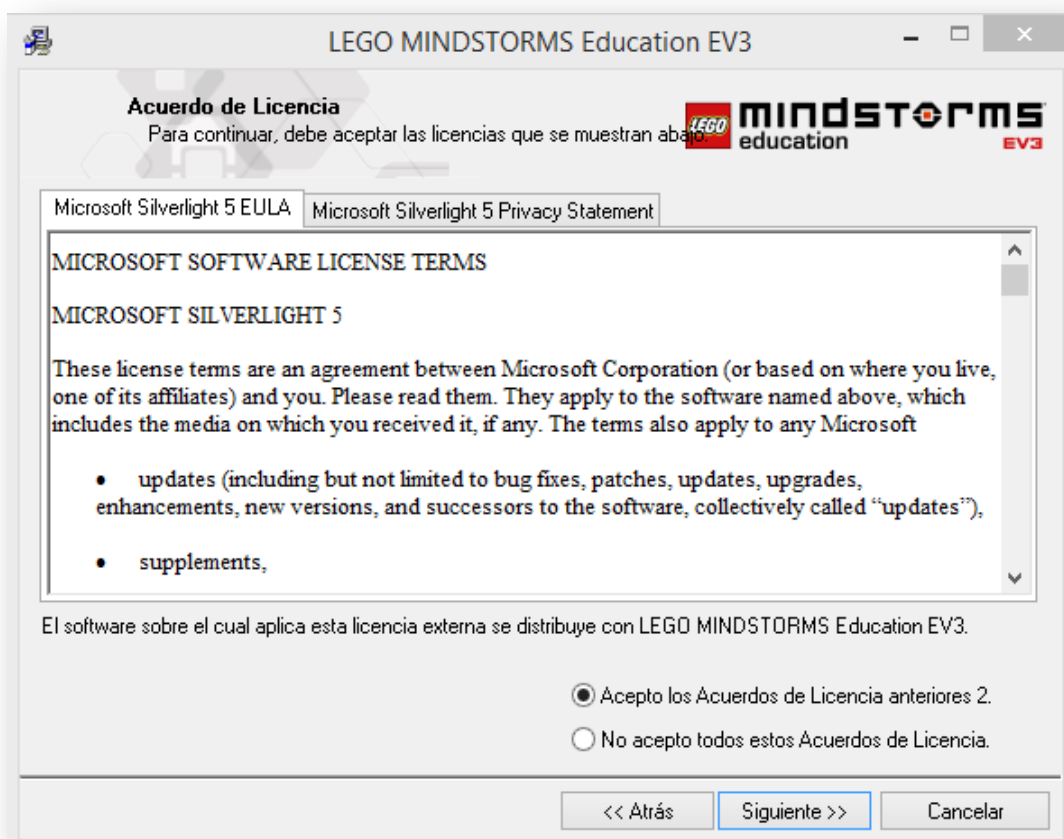 LEGO MINDSTORMS Education EV3
Acuerdo de Licencia
Para continuar, debe aceptar las licencias que se muestran abajo.
LEGO mindstorms
education
EV3
Microsoft Silverlight 5 EULA
Microsoft Silverlight 5 Privacy Statement
MICROSOFT SOFTWARE LICENSE TERMS
MICROSOFT SILVERLIGHT 5
These license terms are an agreement between Microsoft Corporation (or based on where you live,
one of its affiliates) and you. Please read them. They apply to the software named above, which
includes the media on which you received it, if any. The terms also apply to any Microsoft
• updates (including but not limited to bug fixes, patches, updates, upgrades,
enhancements, new versions, and successors to the software, collectively called “updates”),
• supplements,
El software sobre el cual aplica esta licencia externa se distribuye con LEGO MINDSTORMS Education EV3.
Acepto los Acuerdos de Licencia anteriores 2.
No acepto todos estos Acuerdos de Licencia.
<< Atrás
Siguiente >>
Cancelar